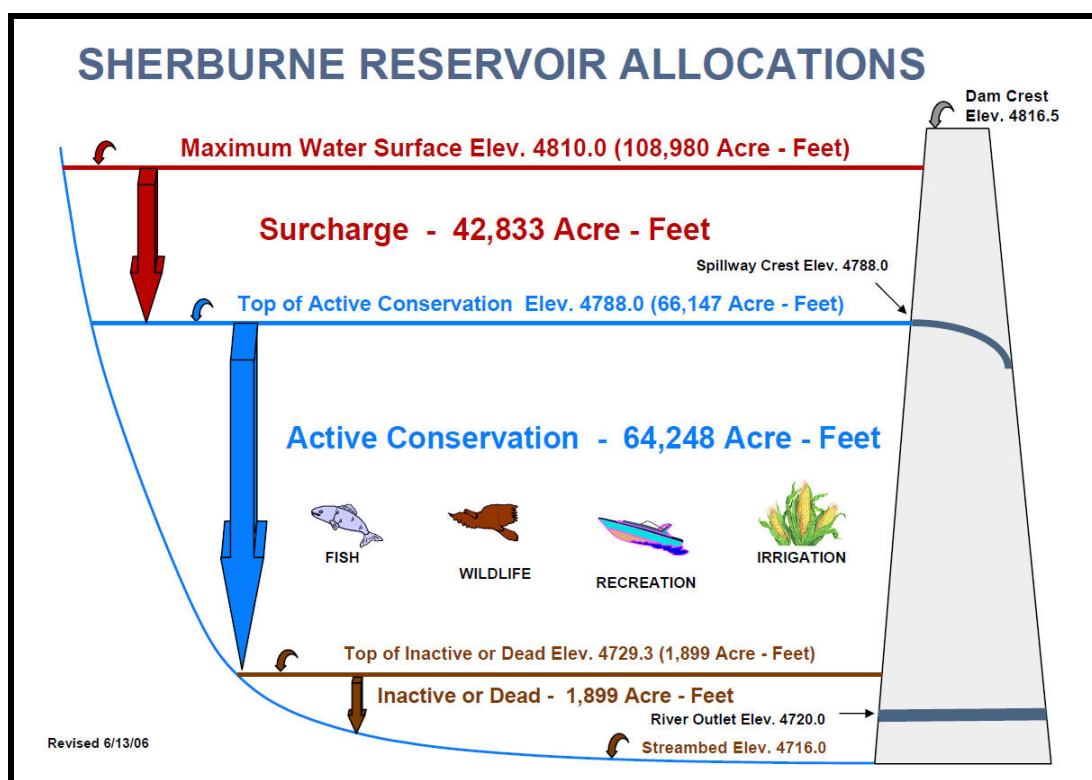 SHERBURNE RESERVOIR ALLOCATIONS
Dam Crest
Elev. 4816.5
Maximum Water Surface Elev. 4810.0 (108,980 Acre - Feet)
Surcharge - 42,833 Acre - Feet
Spillway Crest Elev. 4788.0
Top of Active Conservation Elev. 4788.0 (66,147 Acre - Feet)
Active Conservation - 64,248 Acre - Feet
FISH
WILDLIFE
RECREATION
IRRIGATION
Top of Inactive or Dead Elev. 4729.3 (1,899 Acre - Feet)
Inactive or Dead - 1,899 Acre - Feet
River Outlet Elev. 4720.0
Revised 6/13/06
Streambed Elev. 4716.0